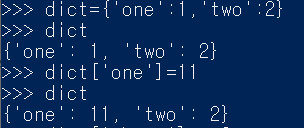 >>> dict={'one':1,'two':2}
>>> dict
{'one': 1, 'two': 2}
>>> dict['one']=11
>>> dict
{'one': 11, 'two': 2}